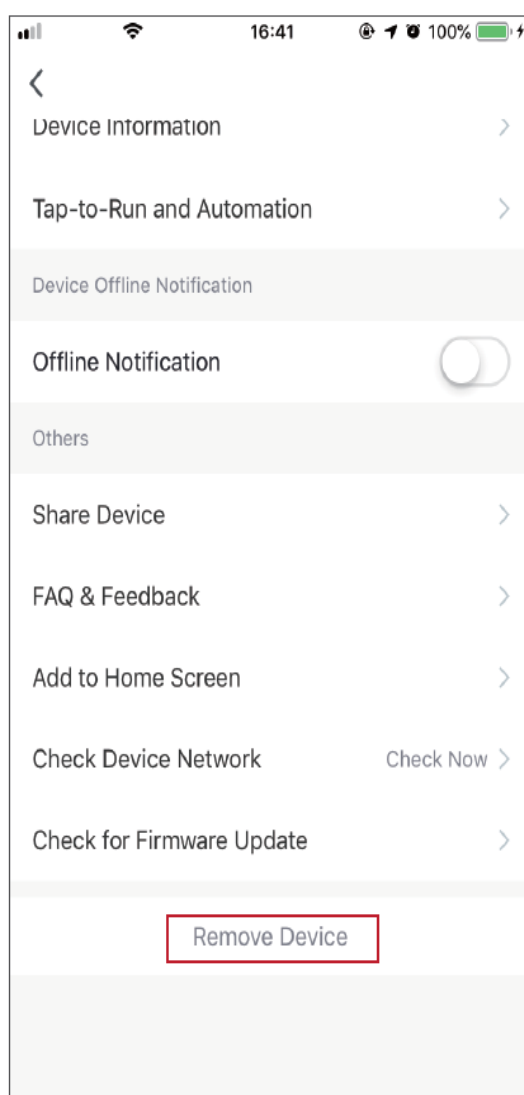 16:41 100%
Device Information
Tap-to-Run and Automation
Device Offline Notification
Offline Notification
Others
Share Device
FAQ & Feedback
Add to Home Screen
Check Device Network Check Now
Check for Firmware Update
Remove Device